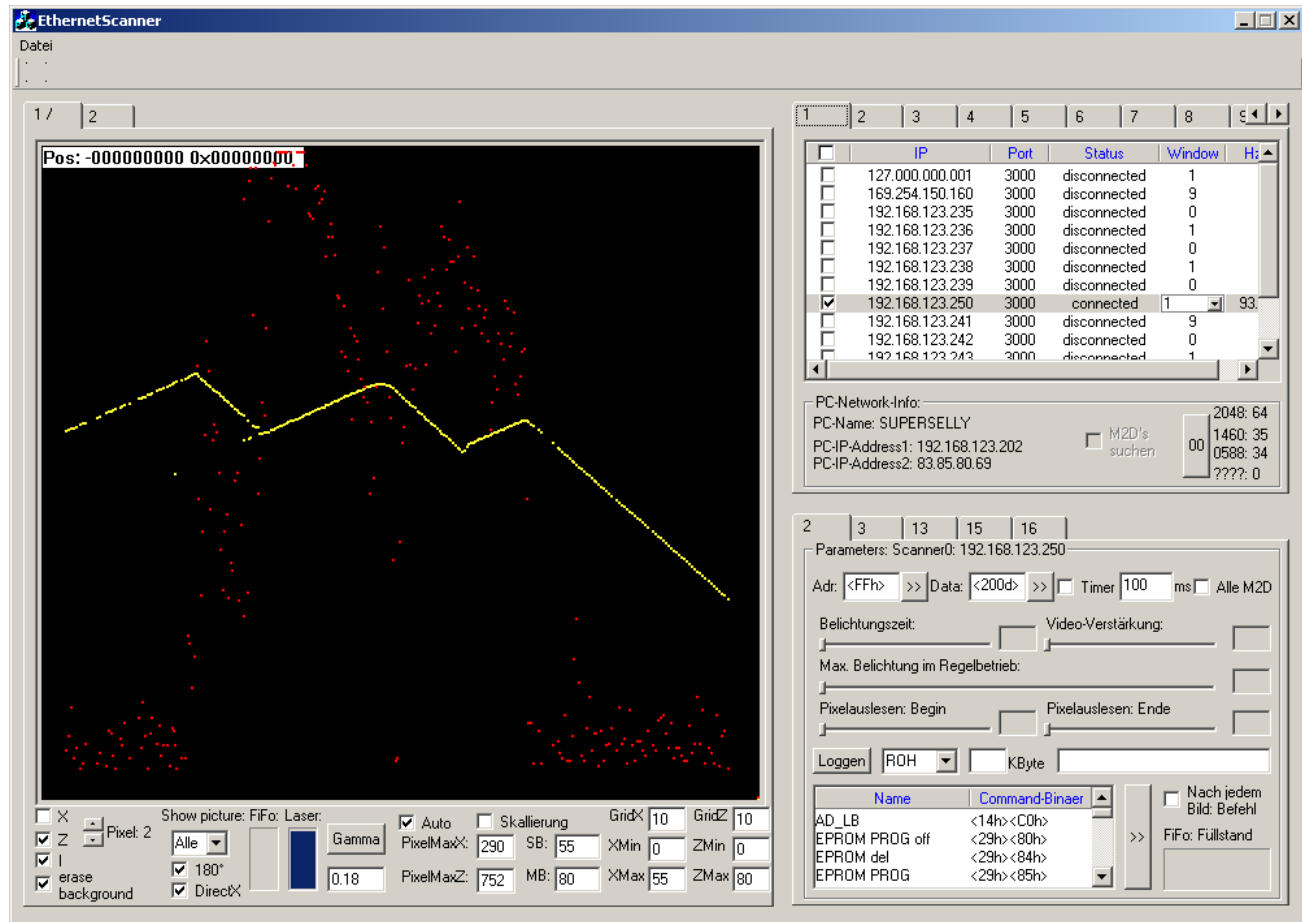 EthernetScanner
Datei
1 / 2
Pos: -000000000 0x00000000
X
Z
I
erase
background
Pixel: 2
Show picture: FiFo: Laser:
Alle
180°
DirectX
Gamma
0.18
Auto Skallierung
PixelMaxX: 290 SB: 55
PixelMaxZ: 752 MB: 80
GridX 10 GridZ 10
XMin 0 ZMin 0
XMax 55 ZMax 80
1 2 3 4 5 6 7 8
IP Port Status Window
127.000.000.001 3000 disconnected 1
169.254.150.160 3000 disconnected 9
192.168.123.235 3000 disconnected 0
192.168.123.236 3000 disconnected 1
192.168.123.237 3000 disconnected 0
192.168.123.238 3000 disconnected 1
192.168.123.239 3000 disconnected 0
192.168.123.250 3000 connected 1 93.
192.168.123.241 3000 disconnected 9
192.168.123.242 3000 disconnected 0
192.168.123.243 3000 disconnected 1
PC-Network-Info:
PC-Name: SUPERSELLY
PC-IP-Address1: 192.168.123.202
PC-IP-Address2: 83.85.80.69
M2D's
suchen
00
2048: 64
1460: 35
0588: 34
????: 0
2 3 13 15 16
Parameters: Scanner0: 192.168.123.250
Adr: <FFh> >> Data: <200d> >> Timer 100 ms Alle M2D
Belichtungszeit: Video-Verstärkung:
Max. Belichtung im Regelbetrieb:
Pixelauslesen: Begin Pixelauslesen: Ende
Loggen ROH KByte
Name Command-Binaer
AD_LB <14h><C0h>
EPROM PROG off <29h><80h>
EPROM del <29h><84h>
EPROM PROG <29h><85h>
>>
Nach jedem
Bild: Befehl
FiFo: Füllstand